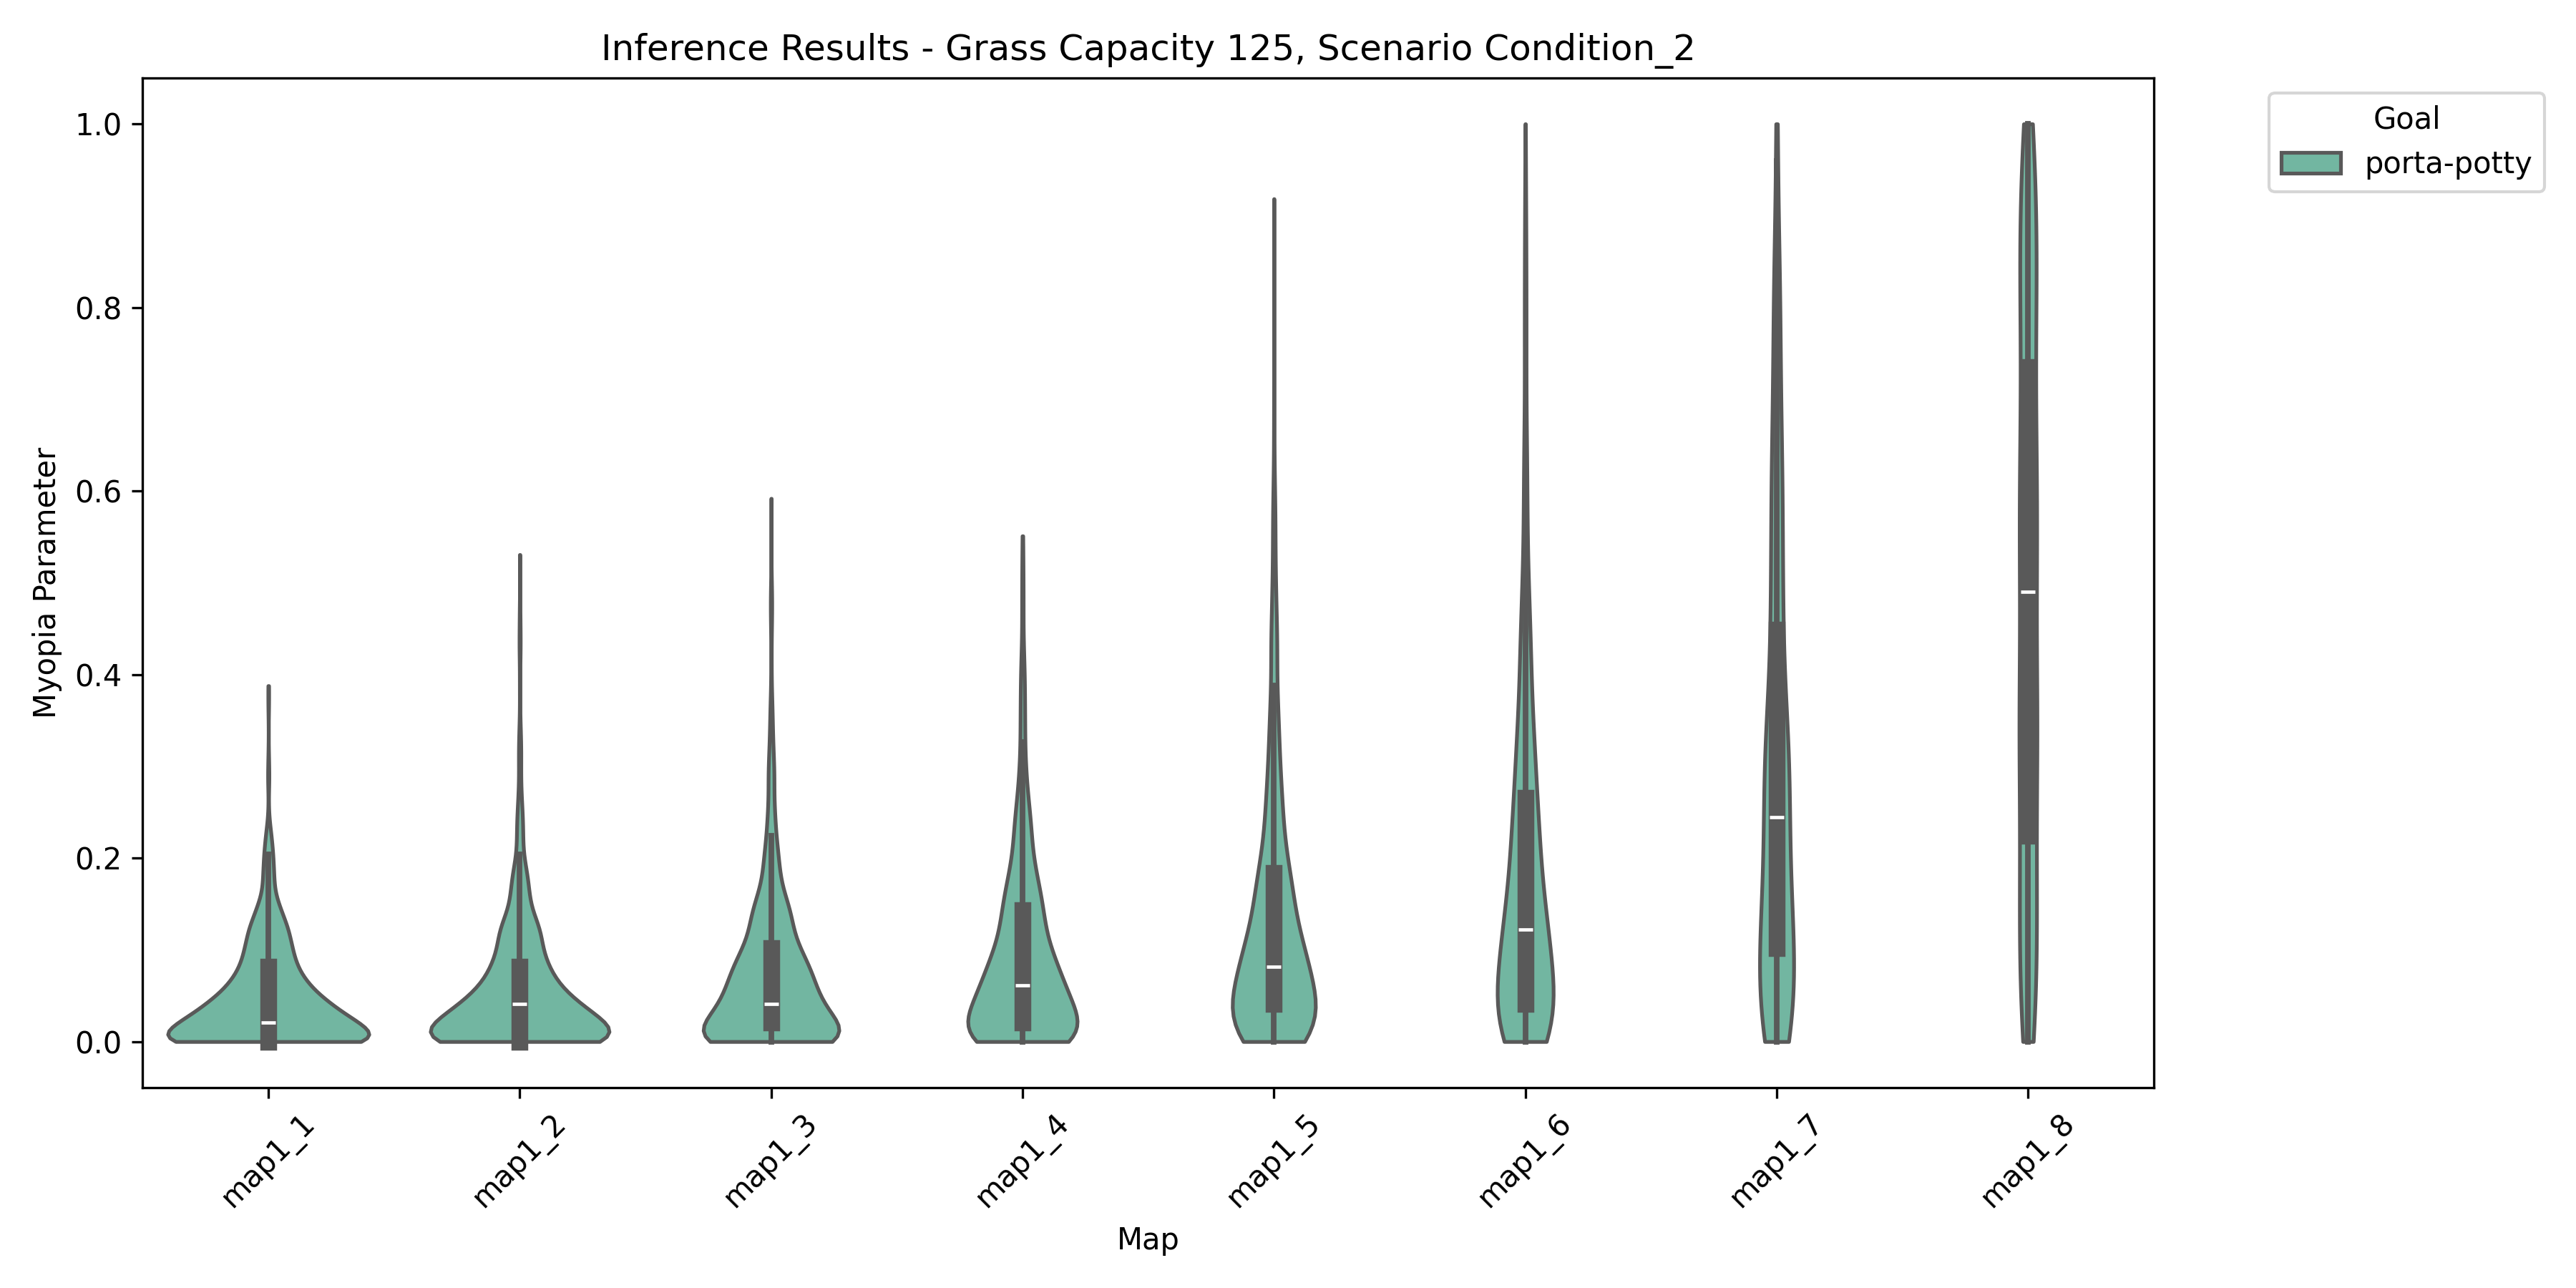 Inference Results - Grass Capacity 125, Scenario Condition_2
Goal
porta-potty
Myopia Parameter
1.0
0.8
0.6
0.4
0.2
0.0
map1_1
map1_2
map1_3
map1_4
map1_5
map1_6
map1_7
map1_8
Map